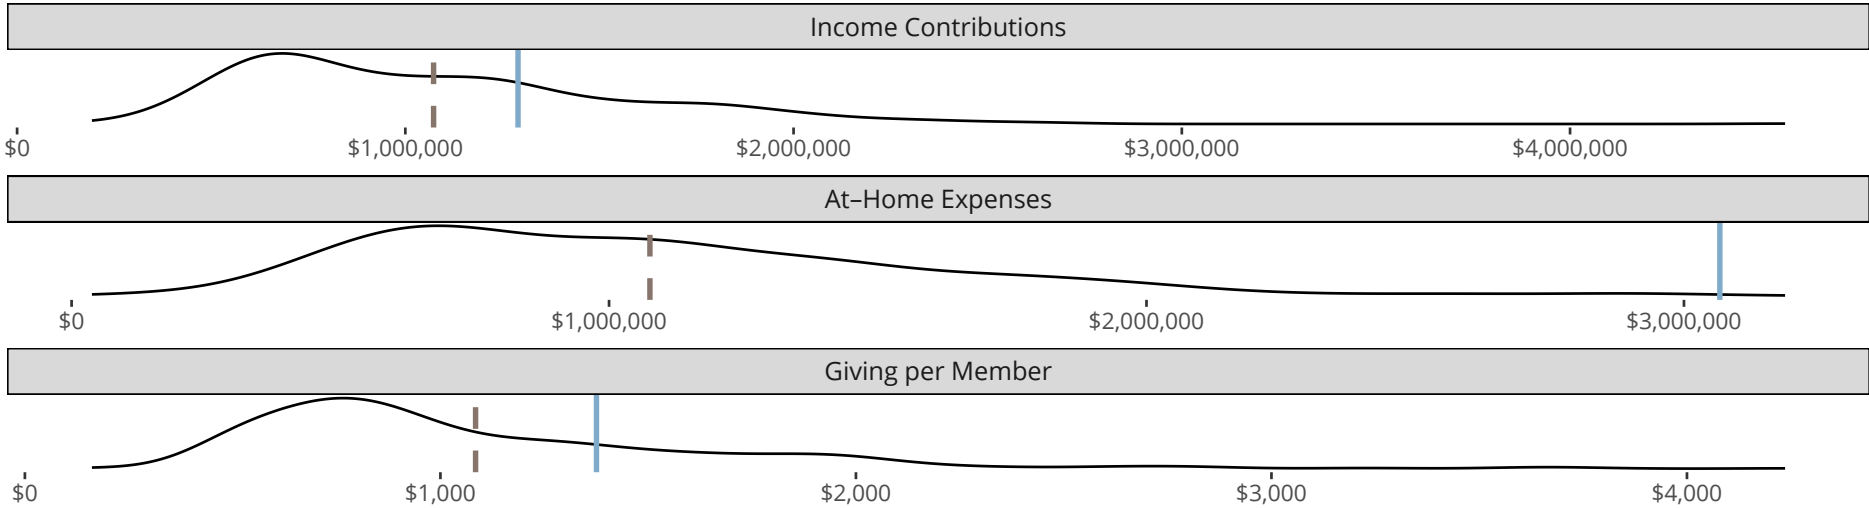 Income Contributions
$0 $1,000,000 $2,000,000 $3,000,000 $4,000,000
At–Home Expenses
$0 $1,000,000 $2,000,000 $3,000,000
Giving per Member
$0 $1,000 $2,000 $3,000 $4,000